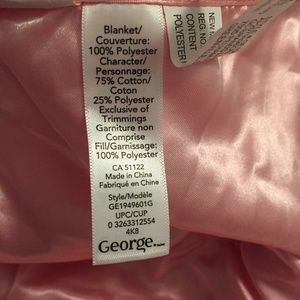 Blanket/
Couverture:
100% Polyester
Character/
Personnage:
75% Cotton/
Coton
25% Polyester
Exclusive of
Trimmings
Garniture non
Comprise
Fill/Garnissage:
100% Polyester
CA 51122
Made in China
Fabriqué en Chine
Style/Modèle
GE1949601G
UPC/CUP
0 3263312554
4K8
George.
NEW
REG. NO.
CONTENT
POLYESTER